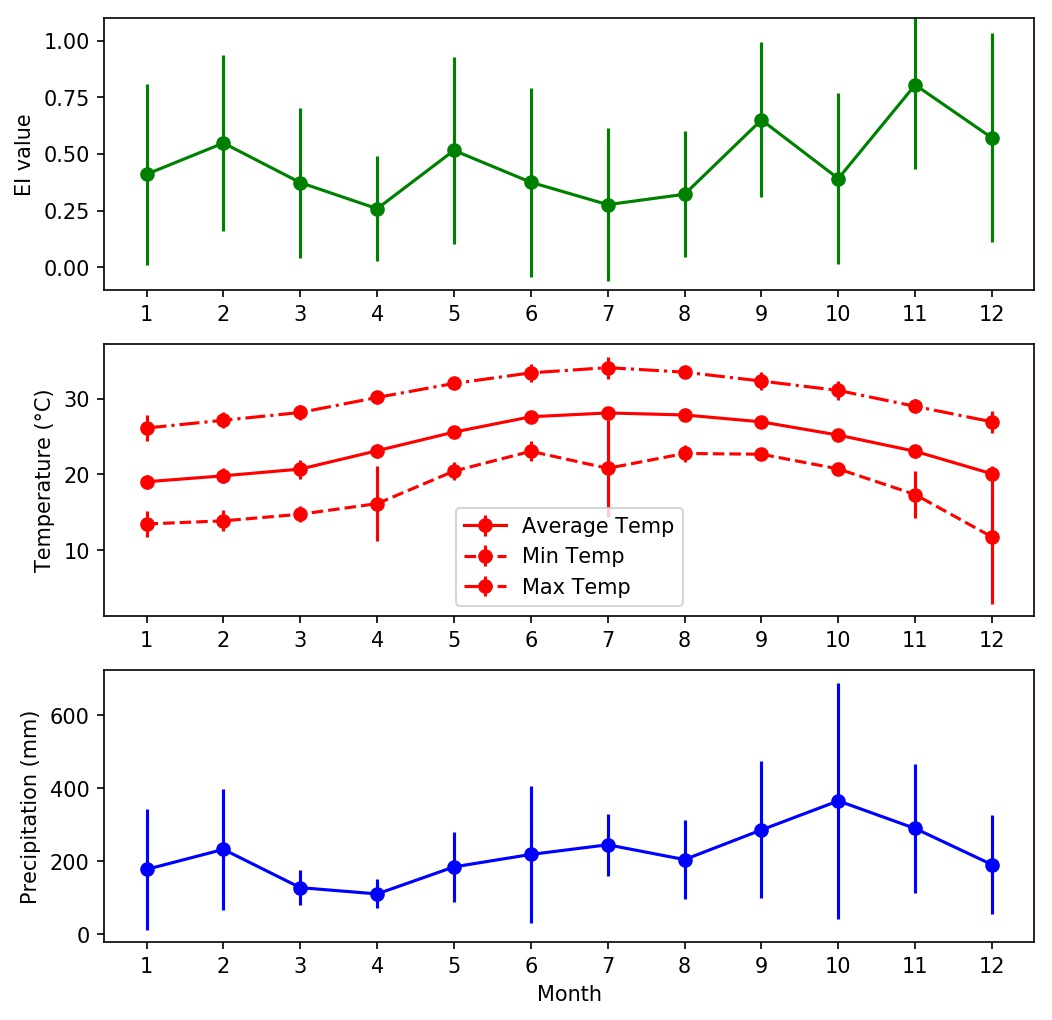 EI value
1.00
0.75
0.50
0.25
0.00
1 2 3 4 5 6 7 8 9 10 11 12
Temperature (°C)
30
20
10
Average Temp
Min Temp
Max Temp
1 2 3 4 5 6 7 8 9 10 11 12
Precipitation (mm)
600
400
200
0
1 2 3 4 5 6 7 8 9 10 11 12
Month